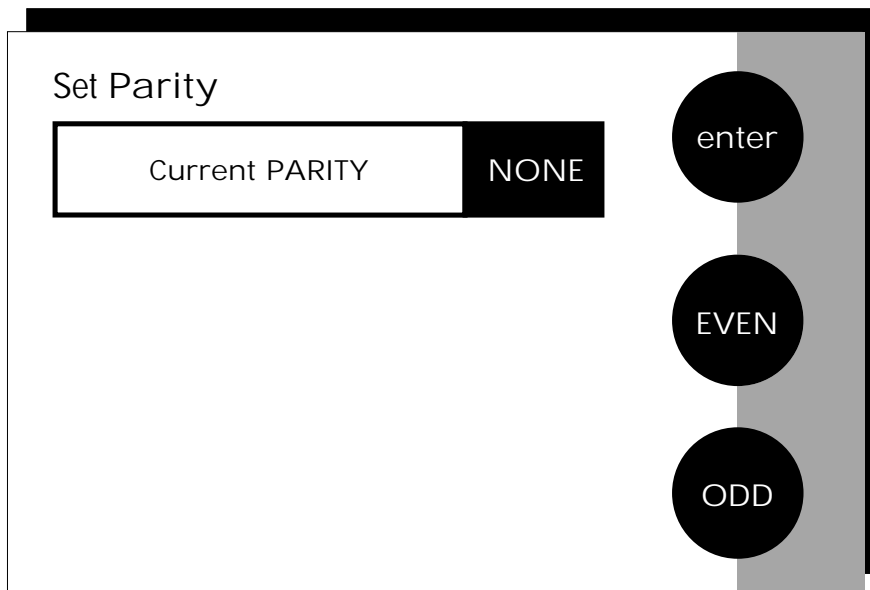 Set Parity
Current PARITY NONE
enter
EVEN
ODD